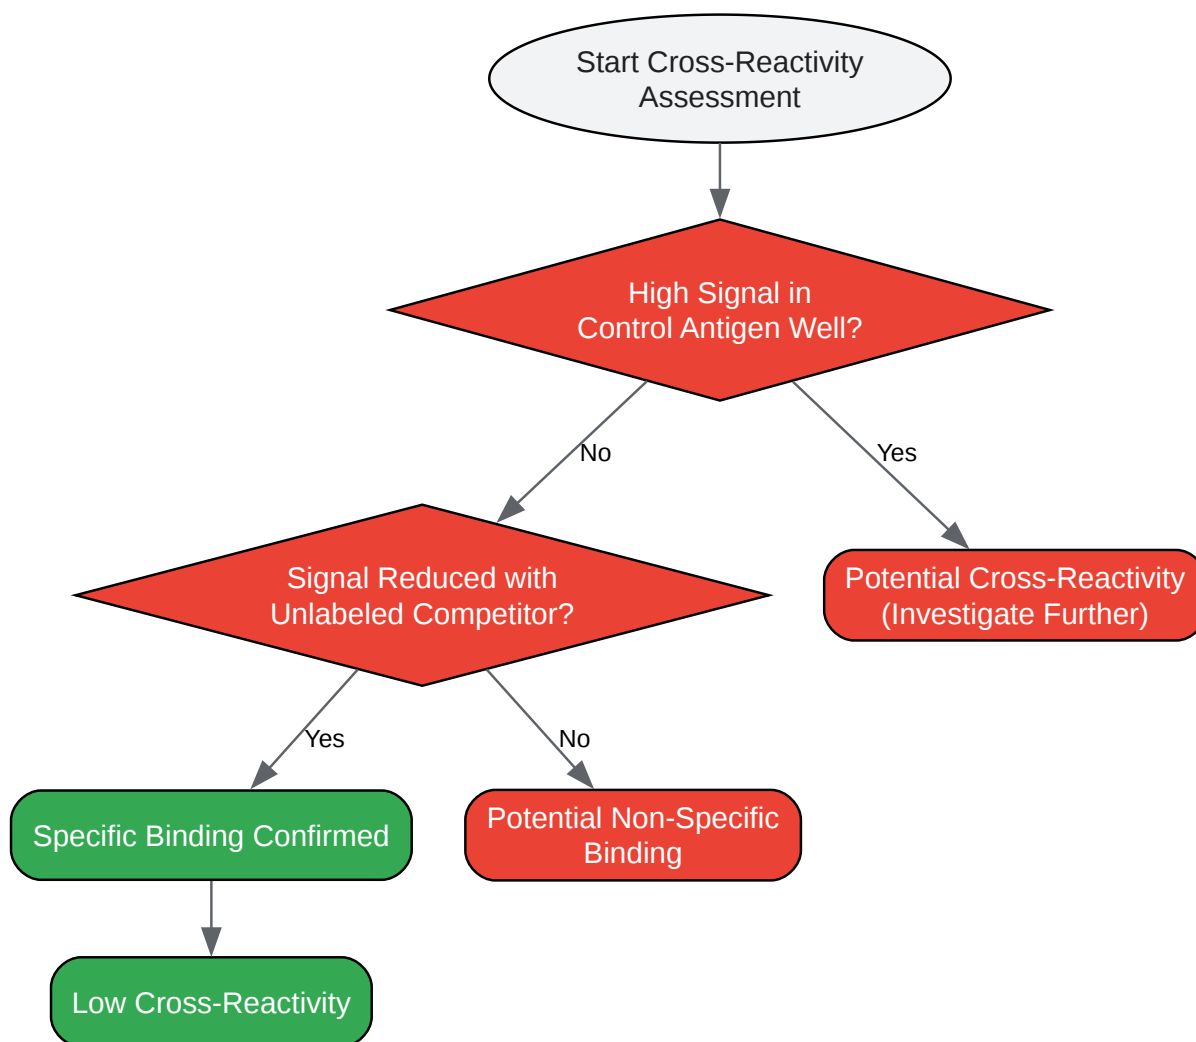 Start Cross-Reactivity
Assessment
High Signal in
Control Antigen Well?
No
Yes
Signal Reduced with
Unlabeled Competitor?
Potential Cross-Reactivity
(Investigate Further)
Yes
No
Specific Binding Confirmed
Potential Non-Specific
Binding
Low Cross-Reactivity